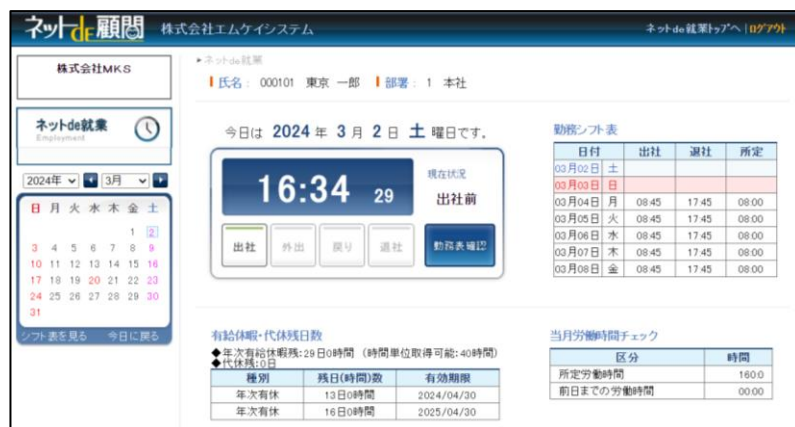 ネットde顧問 株式会社エムケイシステム ネットde就業トップへ|ログアウト
株式会社MKS
ネットde就業
Employment
2024年 3月
日 月 火 水 木 金 土
1 2
3 4 5 6 7 8 9
10 11 12 13 14 15 16
17 18 19 20 21 22 23
24 25 26 27 28 29 30
31
シフト表を見る 今日に戻る
ネットde就業
氏名： 000101 東京 一郎 部署： 1 本社
今日は 2024 年 3 月 2 日 土 曜日です。
16:34 29
現在状況
出社前
出社 外出 戻り 退社 勤務表確認
勤務シフト表
日付 出社 退社 所定
03月02日 土
03月03日 日
03月04日 月 08:45 17:45 08:00
03月05日 火 08:45 17:45 08:00
03月06日 水 08:45 17:45 08:00
03月07日 木 08:45 17:45 08:00
03月08日 金 08:45 17:45 08:00
有給休暇・代休残日数
◆年次有給休暇残:29日0時間 (時間単位取得可能:40時間)
◆代休残:0日
種別 残日(時間)数 有効期限
年次有休 13日0時間 2024/04/30
年次有休 16日0時間 2025/04/30
当月労働時間チェック
区分 時間
所定労働時間 160:0
前日までの労働時間 00:00